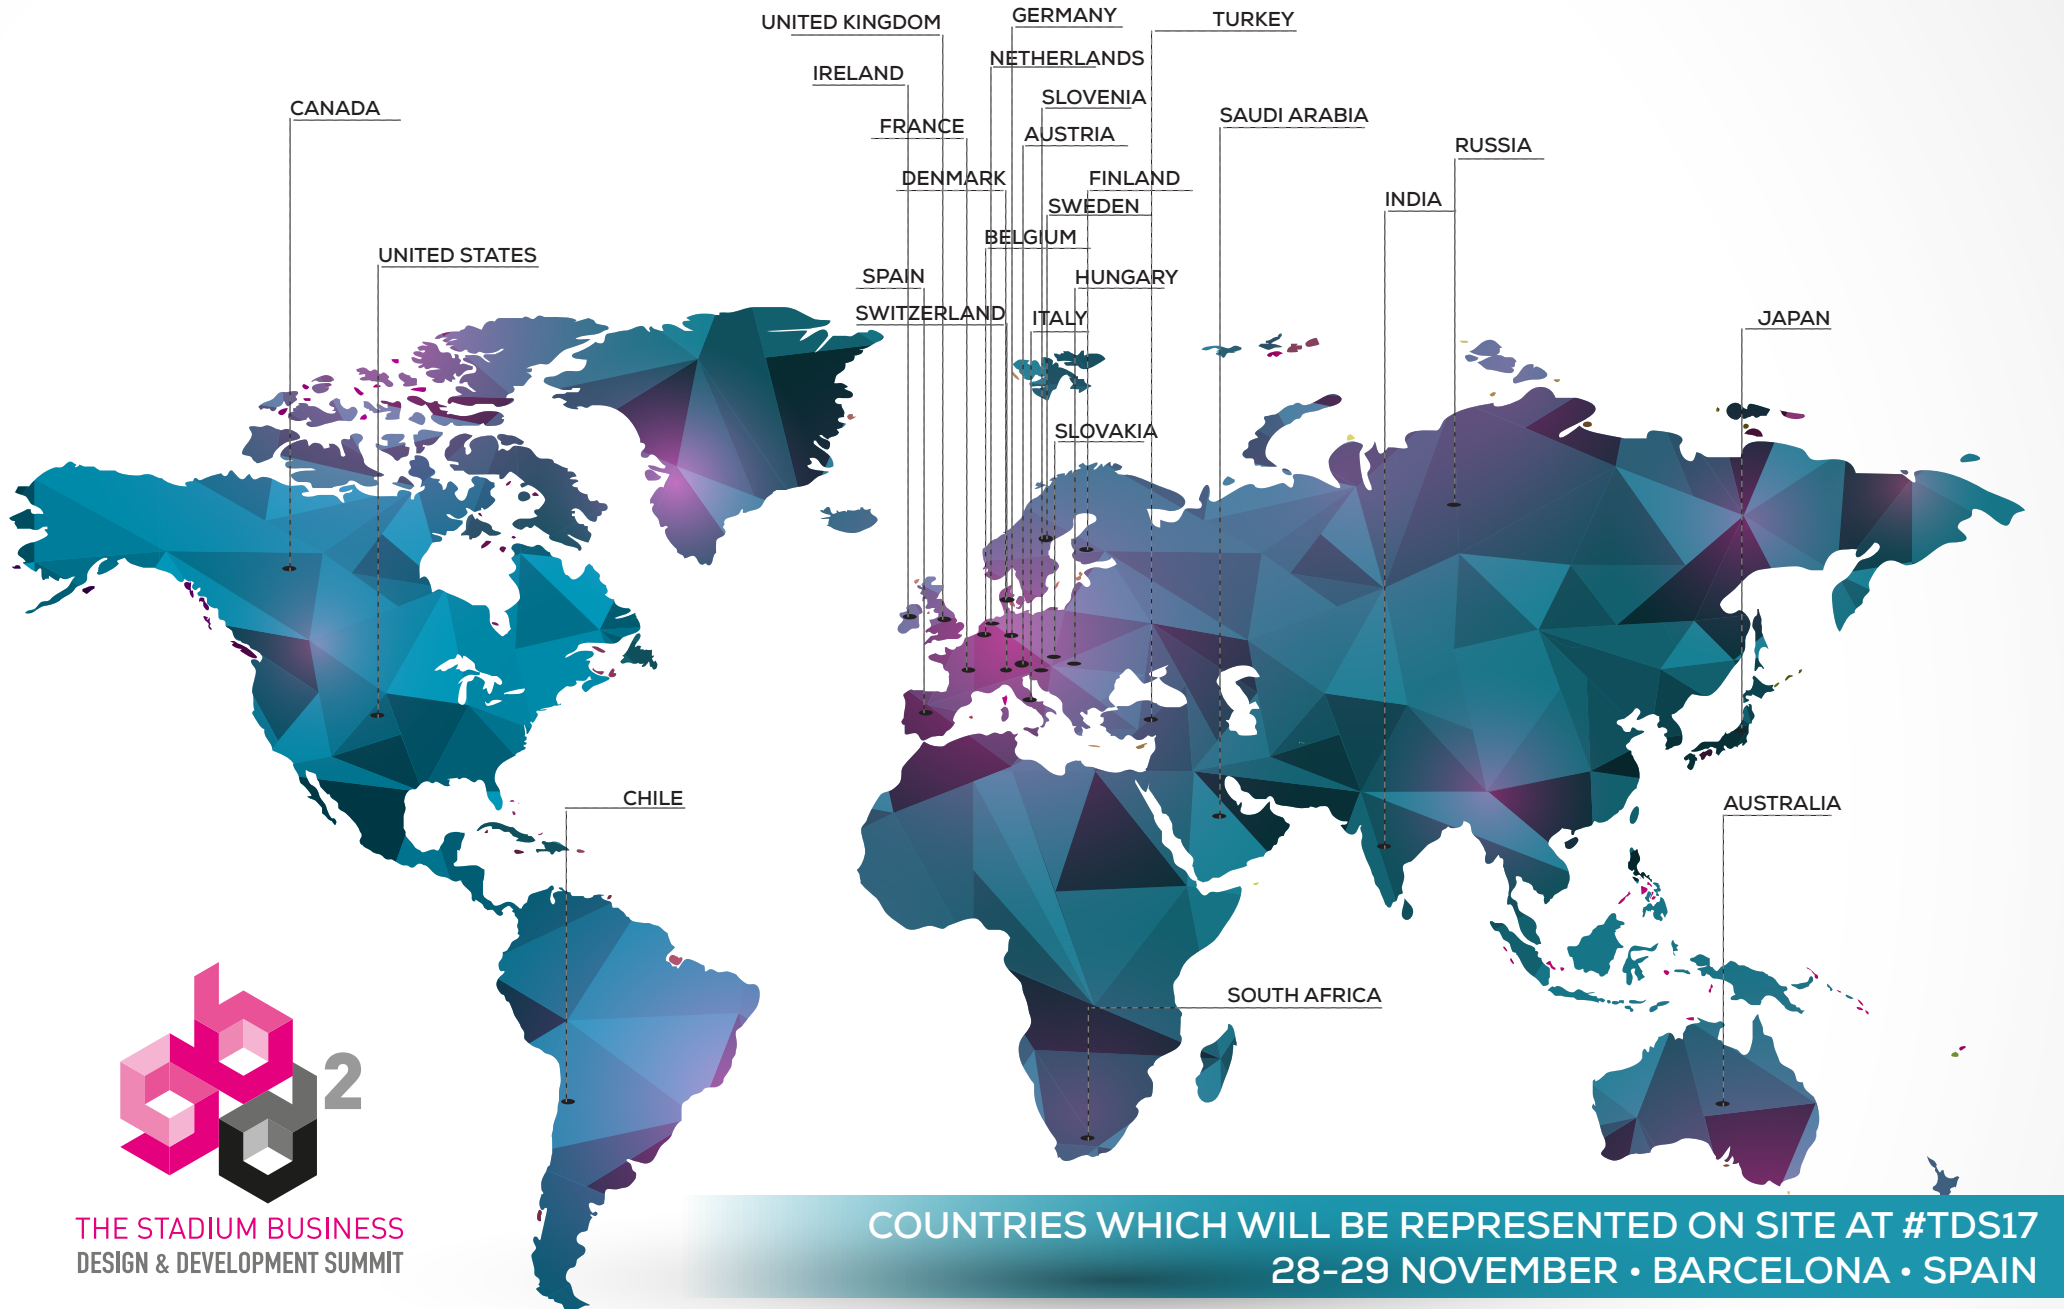 UNITED KINGDOM
GERMANY
TURKEY
NETHERLANDS
IRELAND
SLOVENIA
CANADA
SAUDI ARABIA
FRANCE
AUSTRIA
RUSSIA
DENMARK
FINLAND
INDIA
SWEDEN
BELGIUM
UNITED STATES
SPAIN
HUNGARY
SWITZERLAND
ITALY
JAPAN
SLOVAKIA
CHILE
AUSTRALIA
SOUTH AFRICA
sbd2
THE STADIUM BUSINESS
DESIGN & DEVELOPMENT SUMMIT
COUNTRIES WHICH WILL BE REPRESENTED ON SITE AT #TDS17
28-29 NOVEMBER • BARCELONA • SPAIN